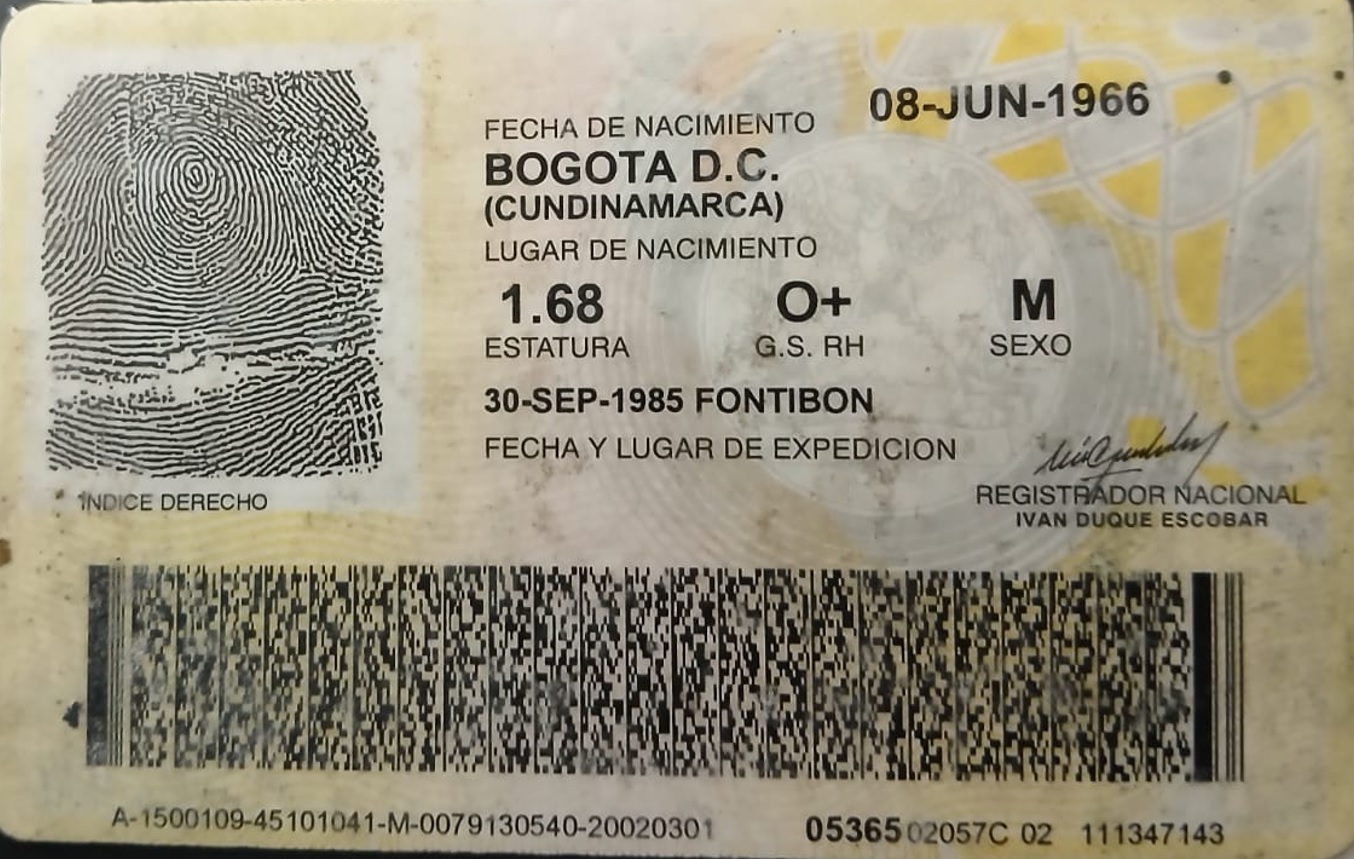 FECHA DE NACIMIENTO 08-JUN-1966
BOGOTA D.C.
(CUNDINAMARCA)
LUGAR DE NACIMIENTO
1.68 O+ M
ESTATURA G.S. RH SEXO
30-SEP-1985 FONTIBON
FECHA Y LUGAR DE EXPEDICION
INDICE DERECHO
REGISTRADOR NACIONAL
IVAN DUQUE ESCOBAR
A-1500109-45101041-M-0079130540-20020301 0536502057C 02 111347143